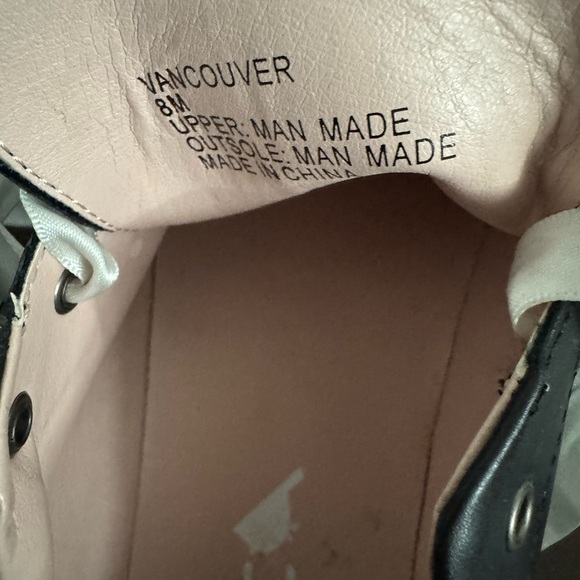 VANCOUVER
8M
UPPER: MAN MADE
OUTSOLE: MAN MADE
MADE IN CHINA